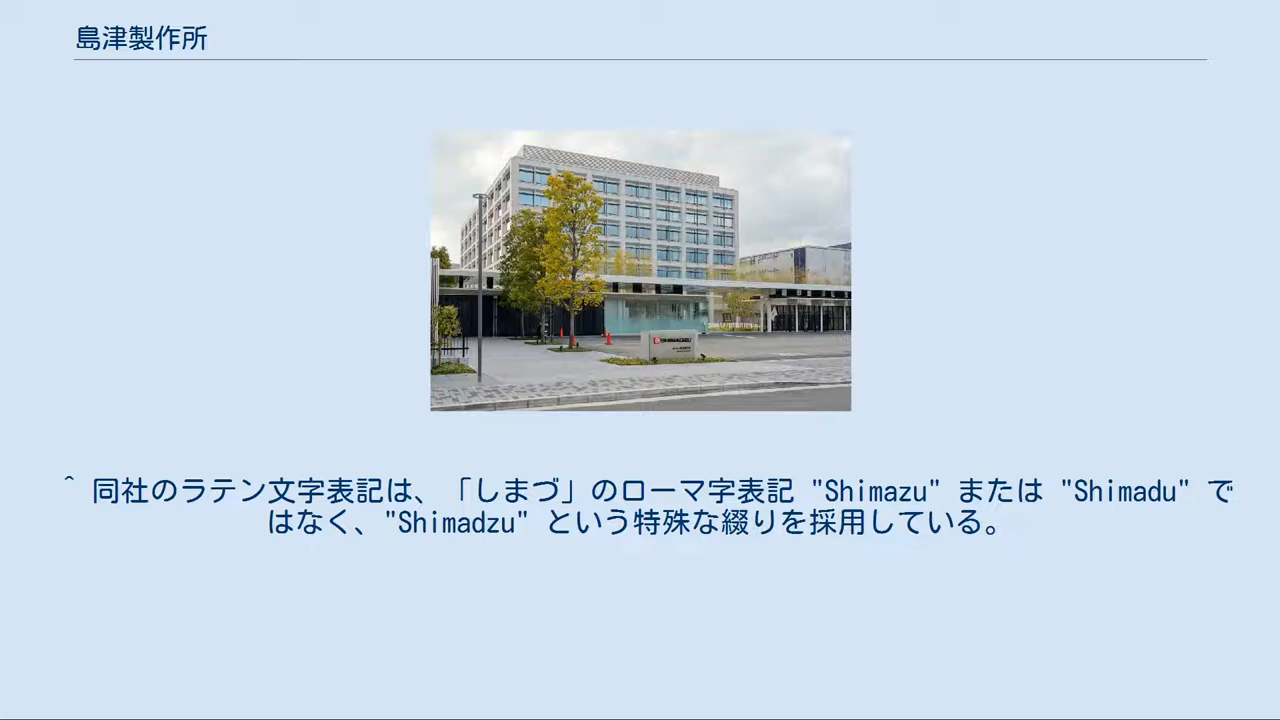 島津製作所
SHIMADZU
^ 同社のラテン文字表記は、「しまづ」のローマ字表記 "Shimazu" または "Shimadu" で
はなく、"Shimadzu" という特殊な綴りを採用している。